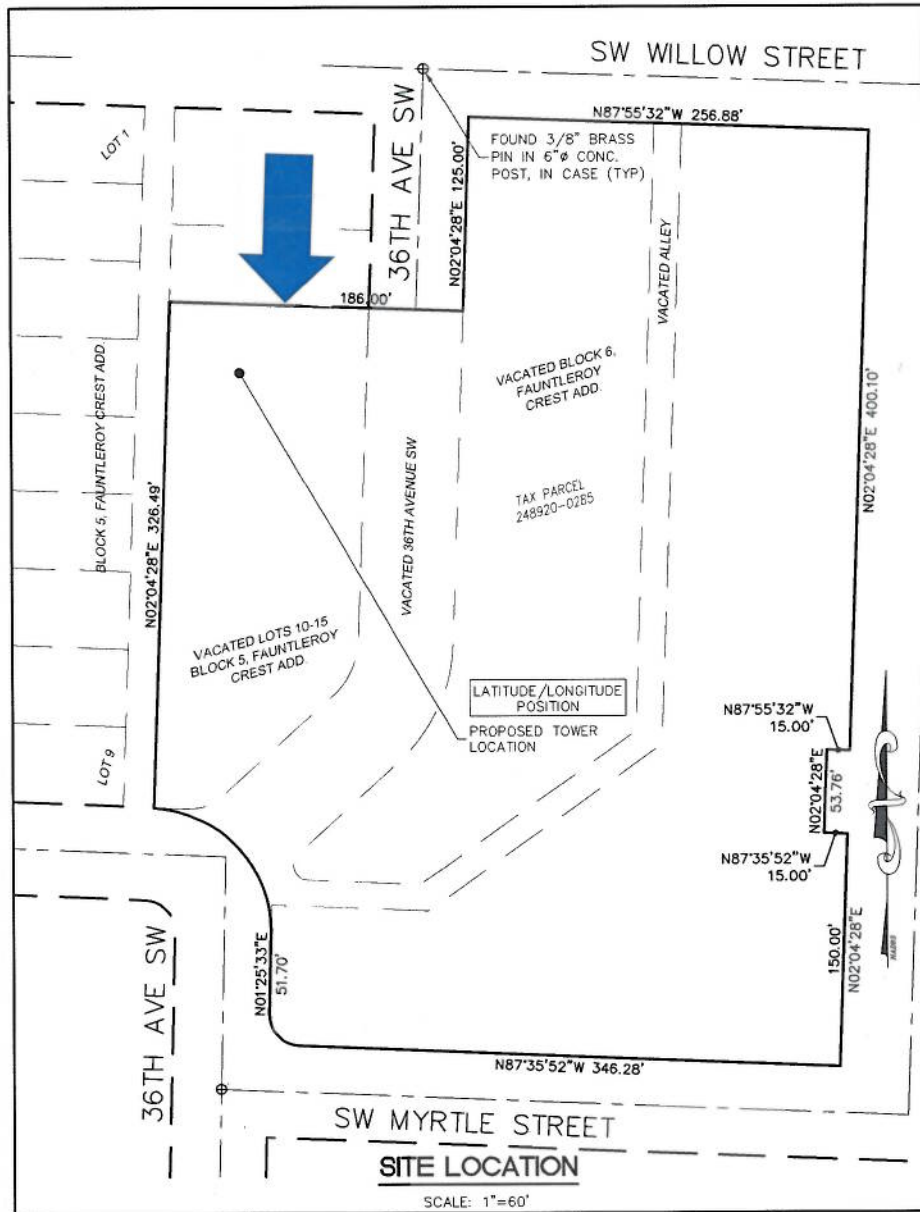 SW WILLOW STREET
N87°55'32"W 256.88'
36TH AVE SW
N02°04'28"E 125.00'
FOUND 3/8" BRASS
PIN IN 6"ø CONC.
POST, IN CASE (TYP)
LOT 1
186.00'
VACATED ALLEY
BLOCK 5, FAUNTLEROY CREST ADD.
N02°04'28"E 326.49'
VACATED 36TH AVENUE SW
VACATED BLOCK 6,
FAUNTLEROY
CREST ADD.
TAX PARCEL
248920-0285
N02°04'28"E 400.10'
VACATED LOTS 10-15
BLOCK 5, FAUNTLEROY
CREST ADD.
LATITUDE/LONGITUDE
POSITION
PROPOSED TOWER
LOCATION
LOT 9
N87°55'32"W
15.00'
N02°04'28"E
53.76'
N87°35'52"W
15.00'
150.00'
N02°04'28"E
N01°25'33"E
51.70'
36TH AVE SW
N87°35'52"W 346.28'
SW MYRTLE STREET
SITE LOCATION
SCALE: 1"=60'